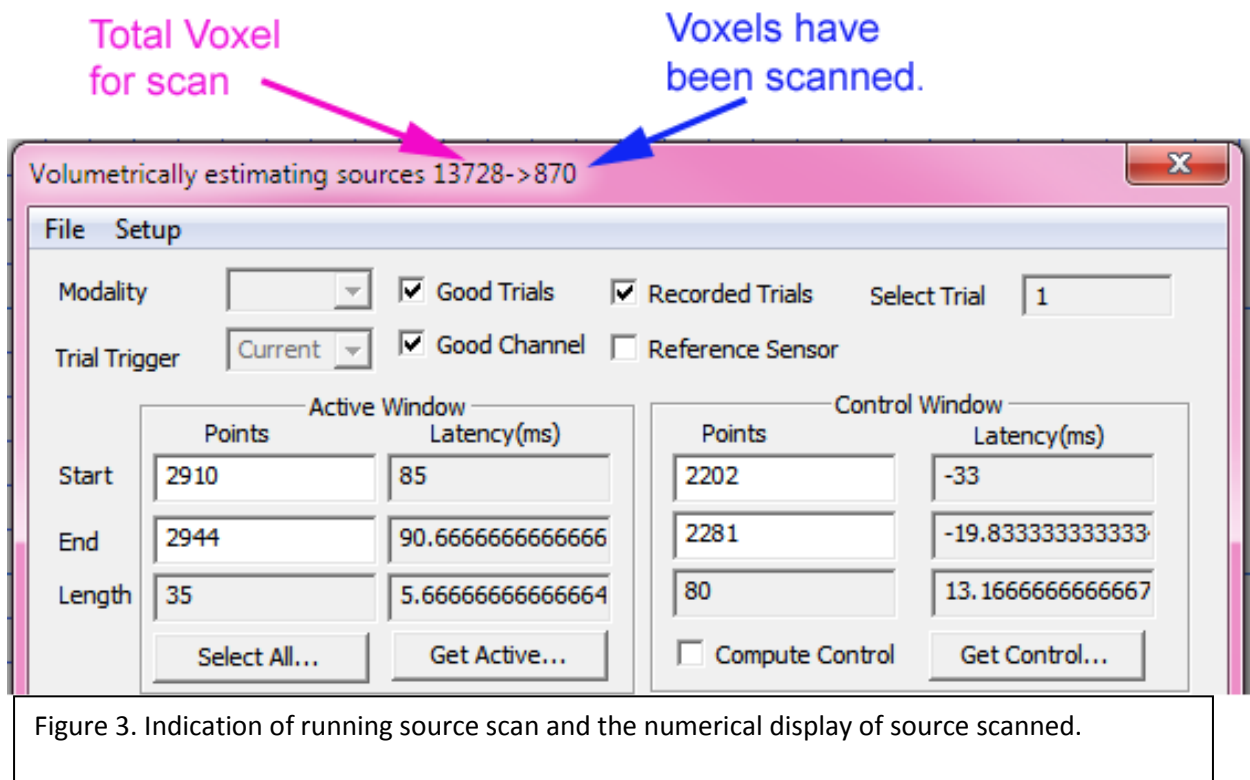 Total Voxel
for scan
Voxels have
been scanned.
Volumetrically estimating sources 13728->870
File Setup
Modality Good Trials Recorded Trials Select Trial 1
Trial Trigger Current Good Channel Reference Sensor
Active Window Control Window
Points Latency(ms) Points Latency(ms)
Start 2910 85 2202 -33
End 2944 90.6666666666666 2281 -19.833333333333
Length 35 5.66666666666664 80 13.1666666666667
Select All... Get Active... Compute Control Get Control...
Figure 3. Indication of running source scan and the numerical display of source scanned.